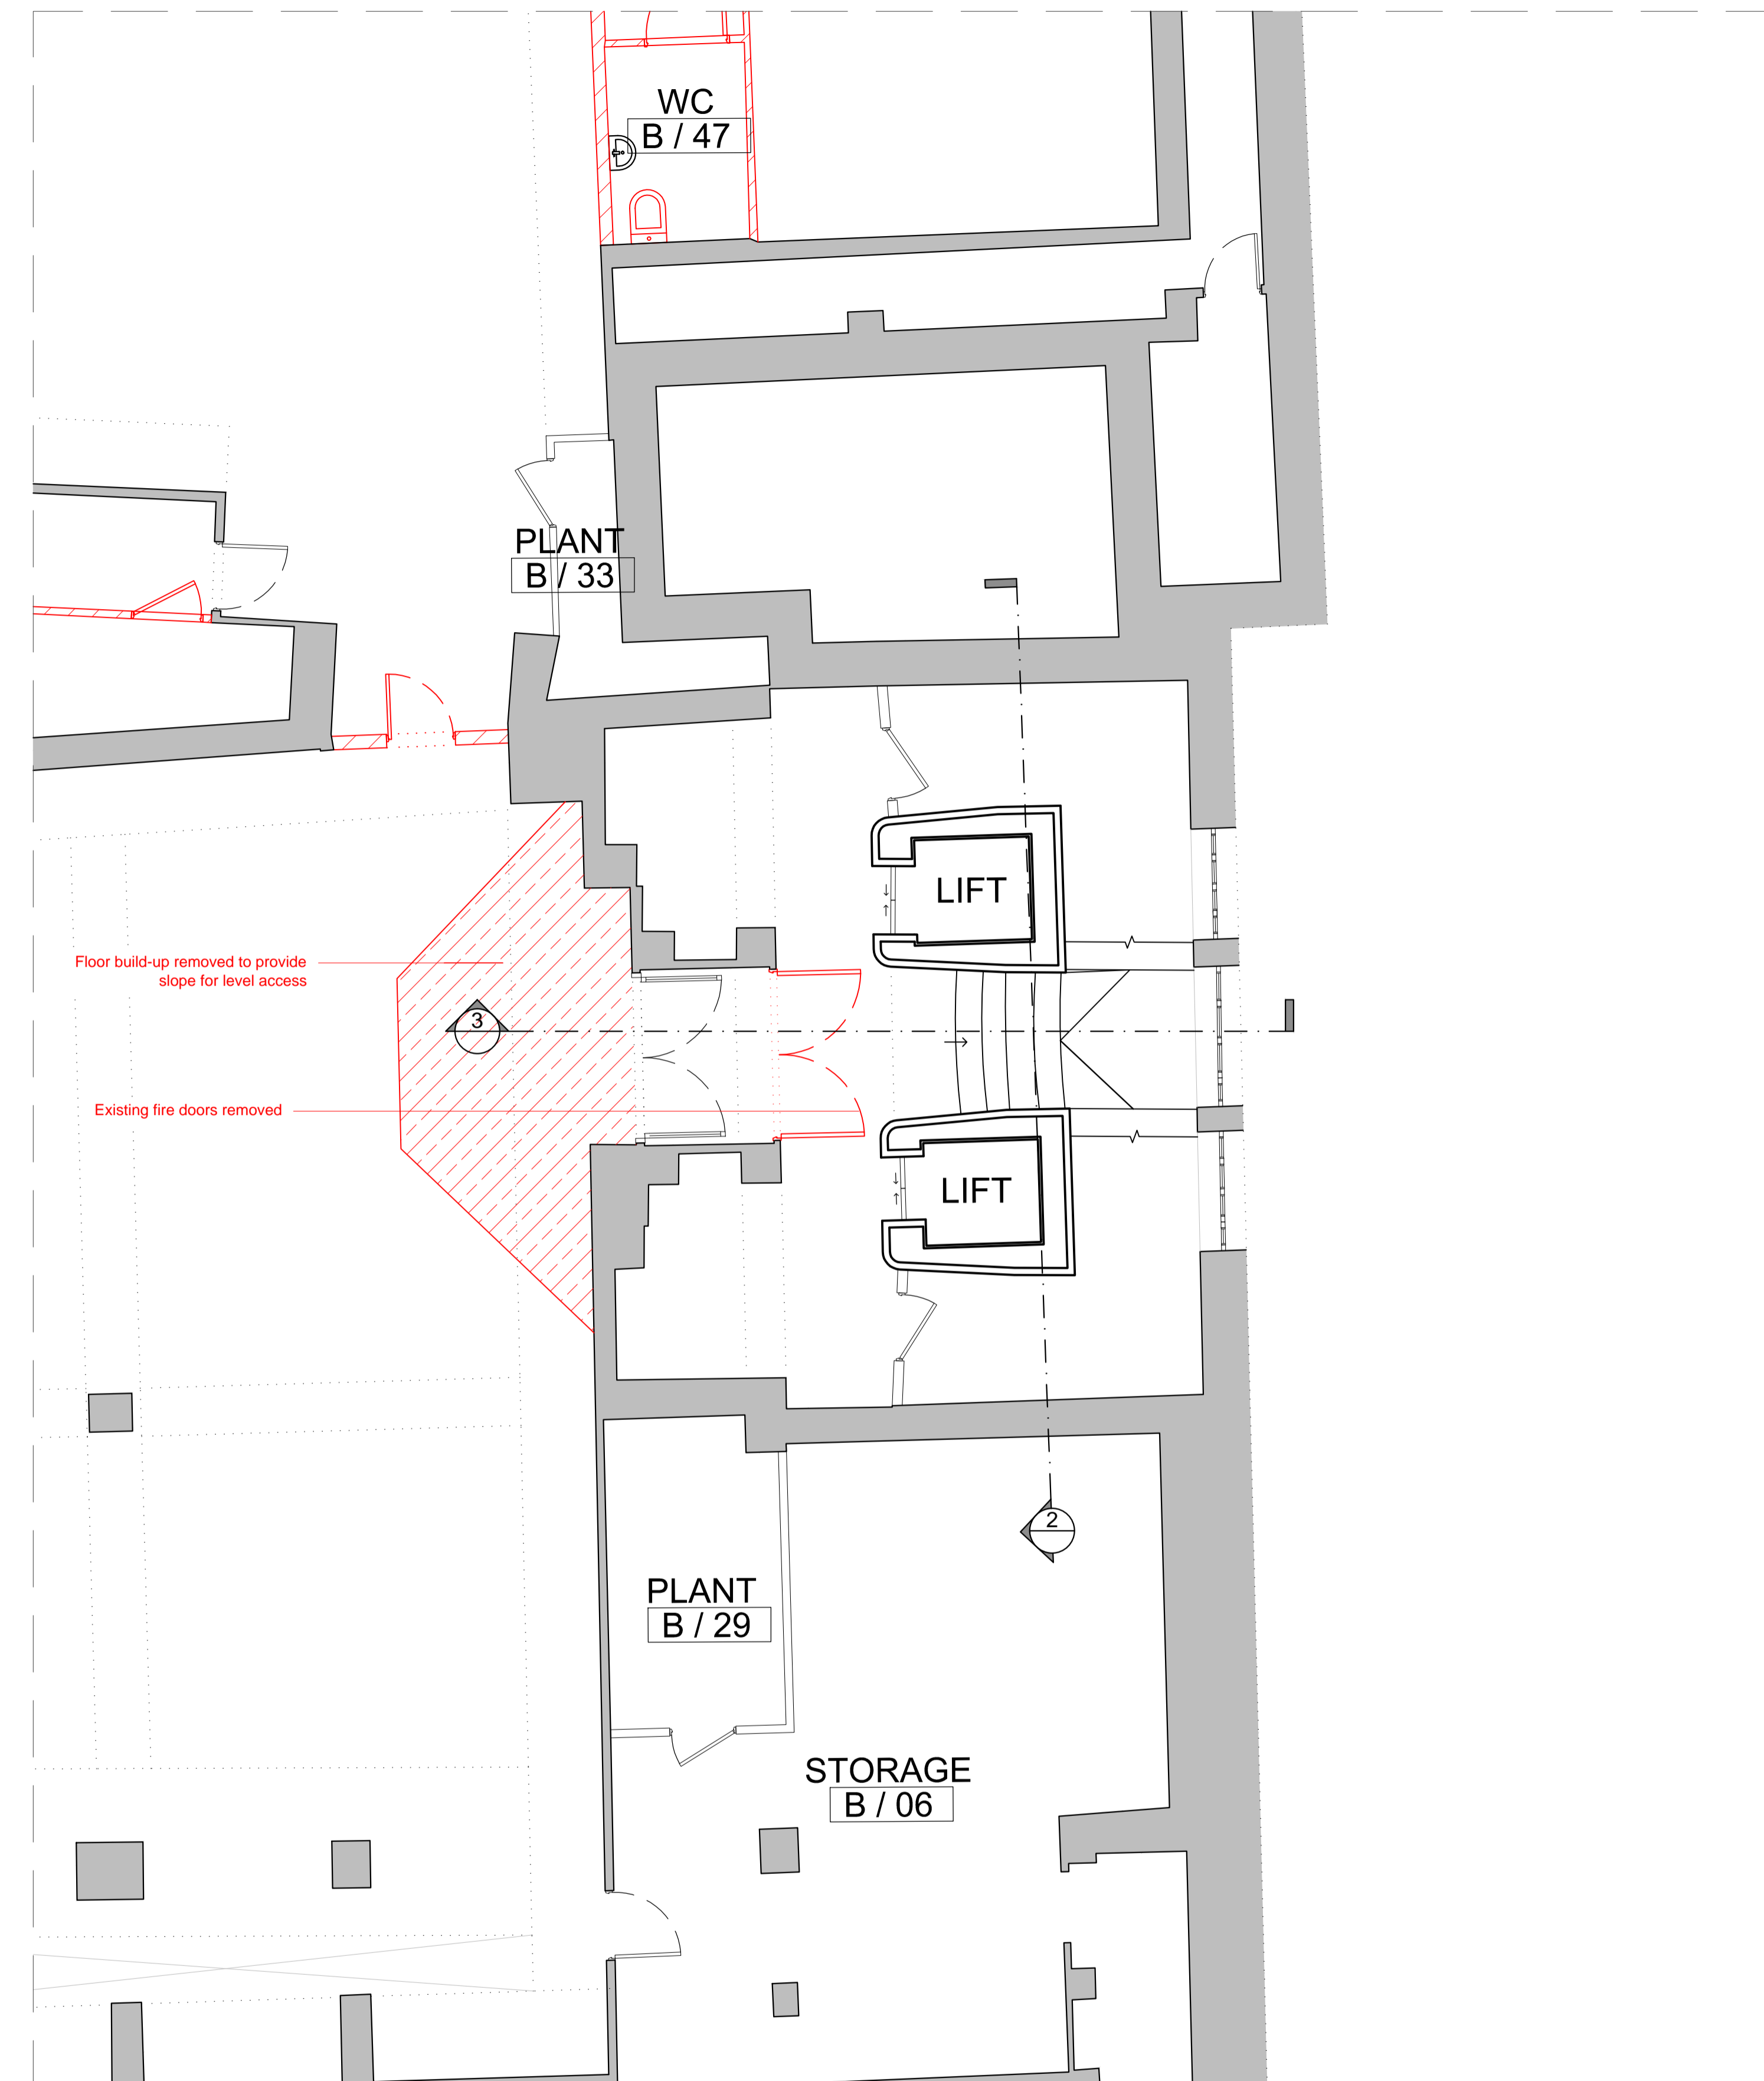 WC
B / 47
PLANT
B / 33
LIFT
Floor build-up removed to provide
slope for level access
3
Existing fire doors removed
LIFT
2
PLANT
B / 29
STORAGE
B / 06